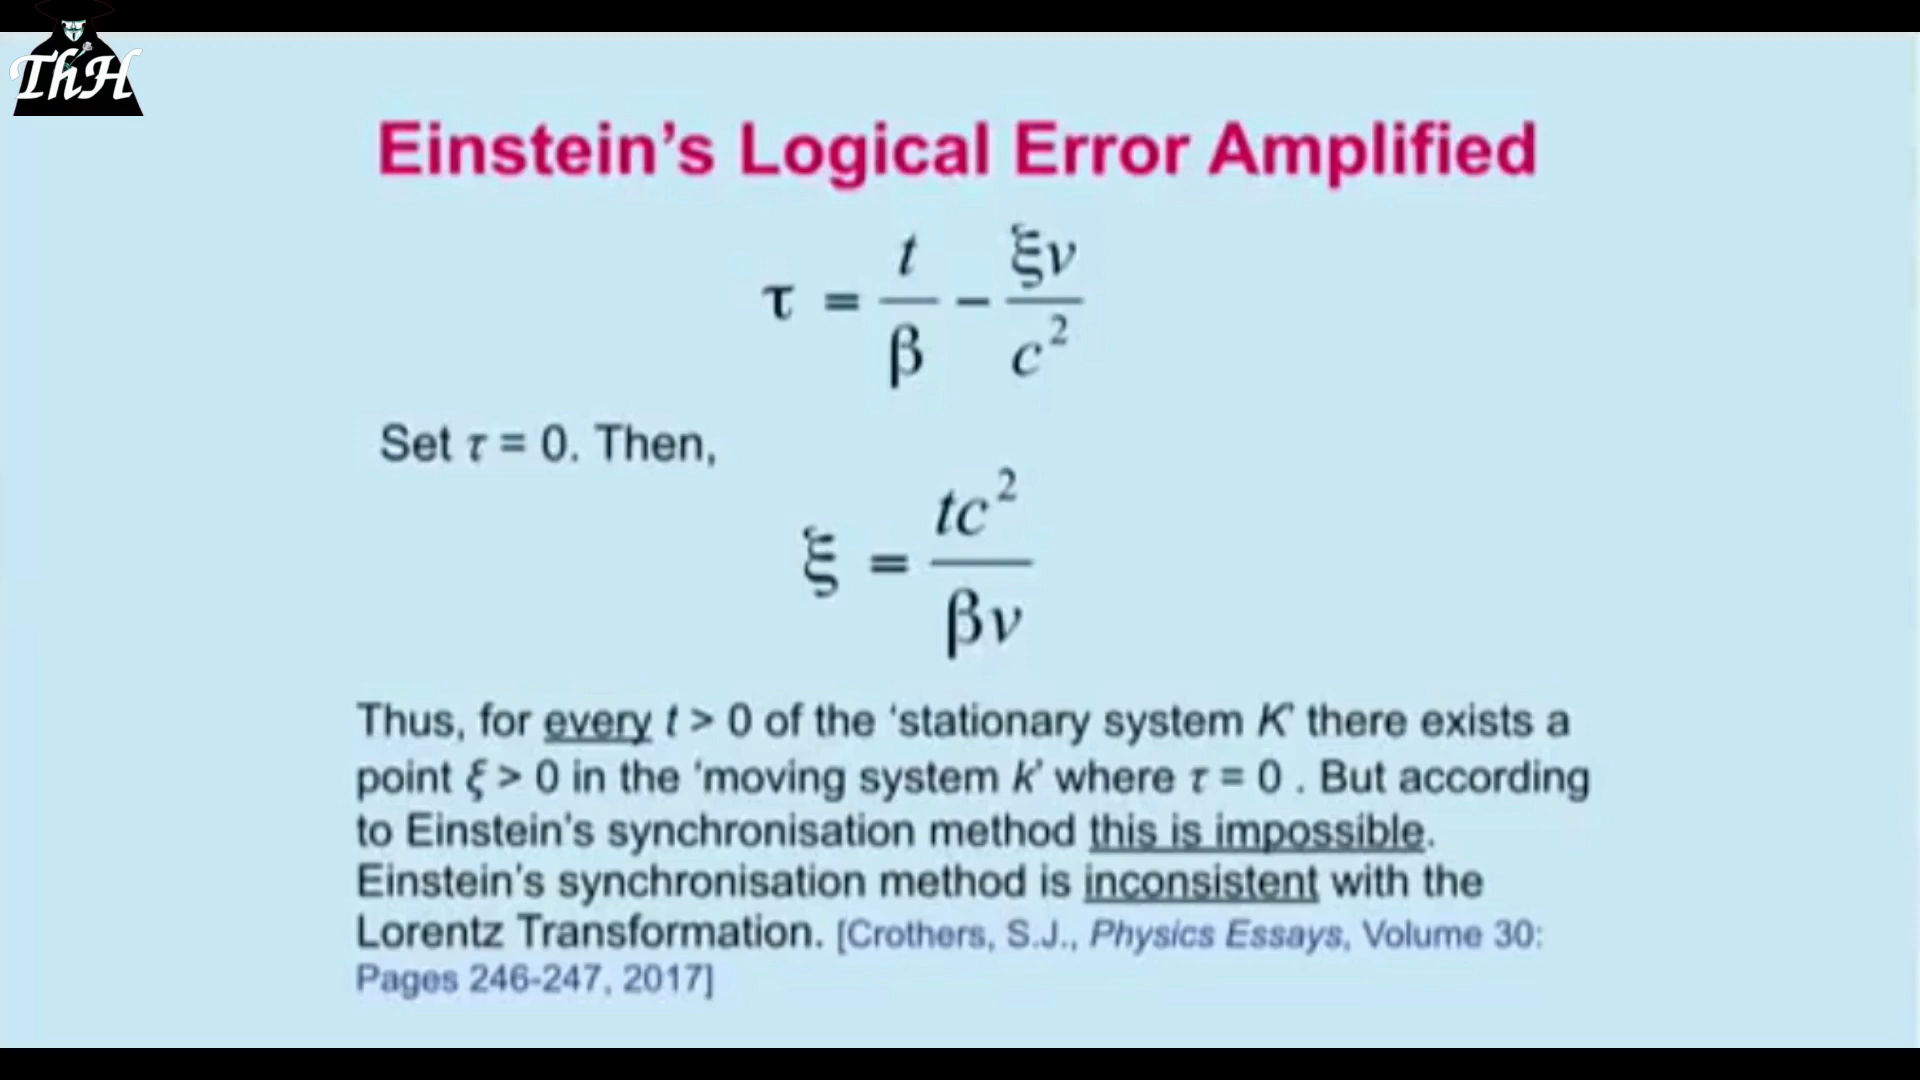 ThH
Einstein's Logical Error Amplified
τ = t/β − ξv/c²
Set τ = 0. Then,
ξ = tc²/βv
Thus, for every t > 0 of the 'stationary system K' there exists a
point ξ > 0 in the 'moving system k' where τ = 0 . But according
to Einstein's synchronisation method this is impossible.
Einstein's synchronisation method is inconsistent with the
Lorentz Transformation. [Crothers, S.J., Physics Essays, Volume 30:
Pages 246-247, 2017]